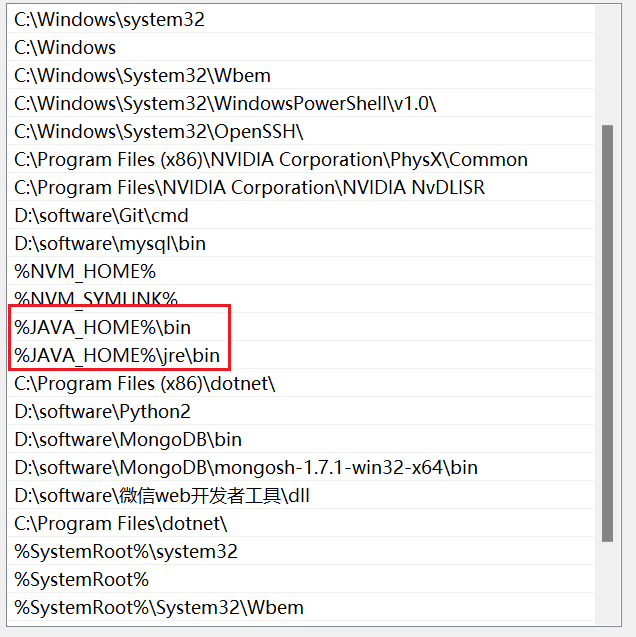 C:\Windows\system32
C:\Windows
C:\Windows\System32\Wbem
C:\Windows\System32\WindowsPowerShell\v1.0\
C:\Windows\System32\OpenSSH\
C:\Program Files (x86)\NVIDIA Corporation\PhysX\Common
C:\Program Files\NVIDIA Corporation\NVIDIA NvDLISR
D:\software\Git\cmd
D:\software\mysql\bin
%NVM_HOME%
%NVM_SYMLINK%
%JAVA_HOME%\bin
%JAVA_HOME%\jre\bin
C:\Program Files (x86)\dotnet\
D:\software\Python2
D:\software\MongoDB\bin
D:\software\MongoDB\mongosh-1.7.1-win32-x64\bin
D:\software\微信web开发者工具\dll
C:\Program Files\dotnet\
%SystemRoot%\system32
%SystemRoot%
%SystemRoot%\System32\Wbem